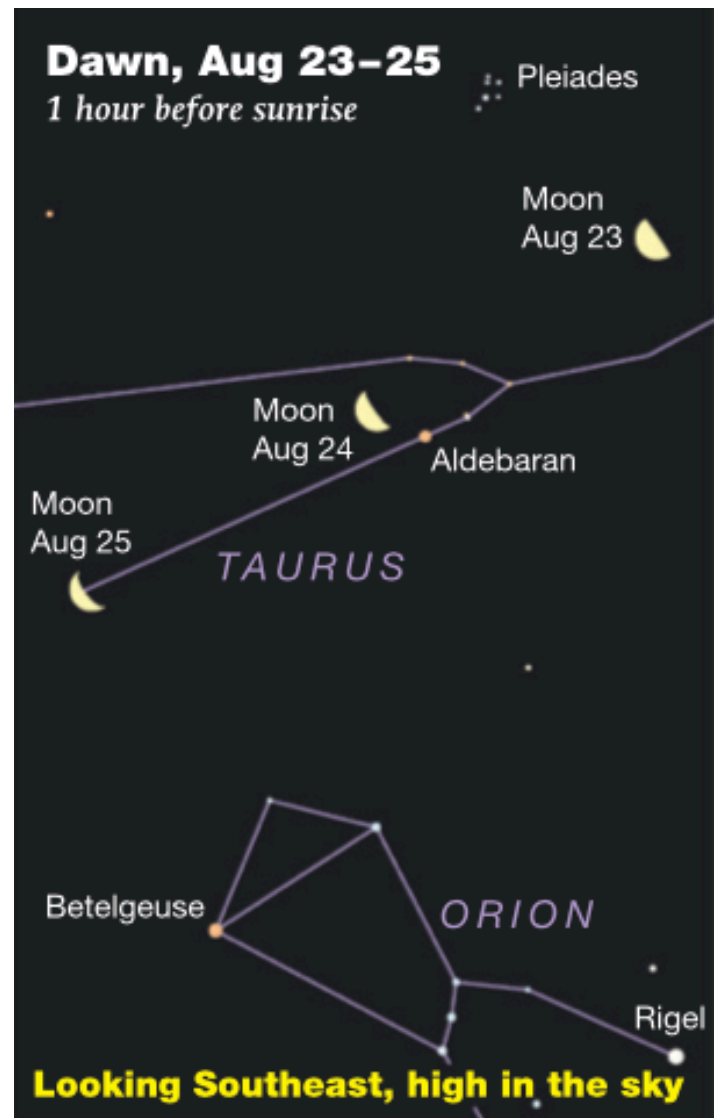 Dawn, Aug 23–25
1 hour before sunrise
Pleiades
Moon
Aug 23
Moon
Aug 24
Aldebaran
Moon
Aug 25
TAURUS
Betelgeuse
ORION
Rigel
Looking Southeast, high in the sky